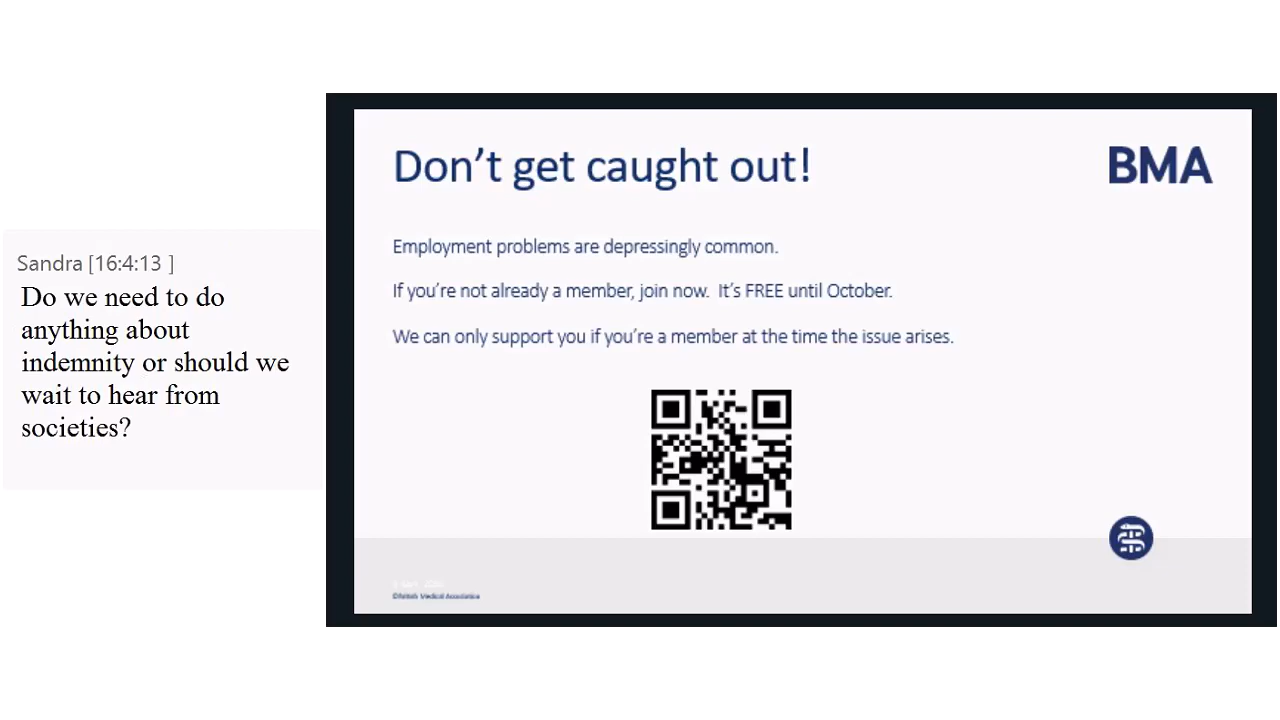 Don't get caught out!
BMA
Employment problems are depressingly common.
If you're not already a member, join now. It's FREE until October.
We can only support you if you're a member at the time the issue arises.
©British Medical Association
Sandra [16:4:13 ]
Do we need to do
anything about
indemnity or should we
wait to hear from
societies?